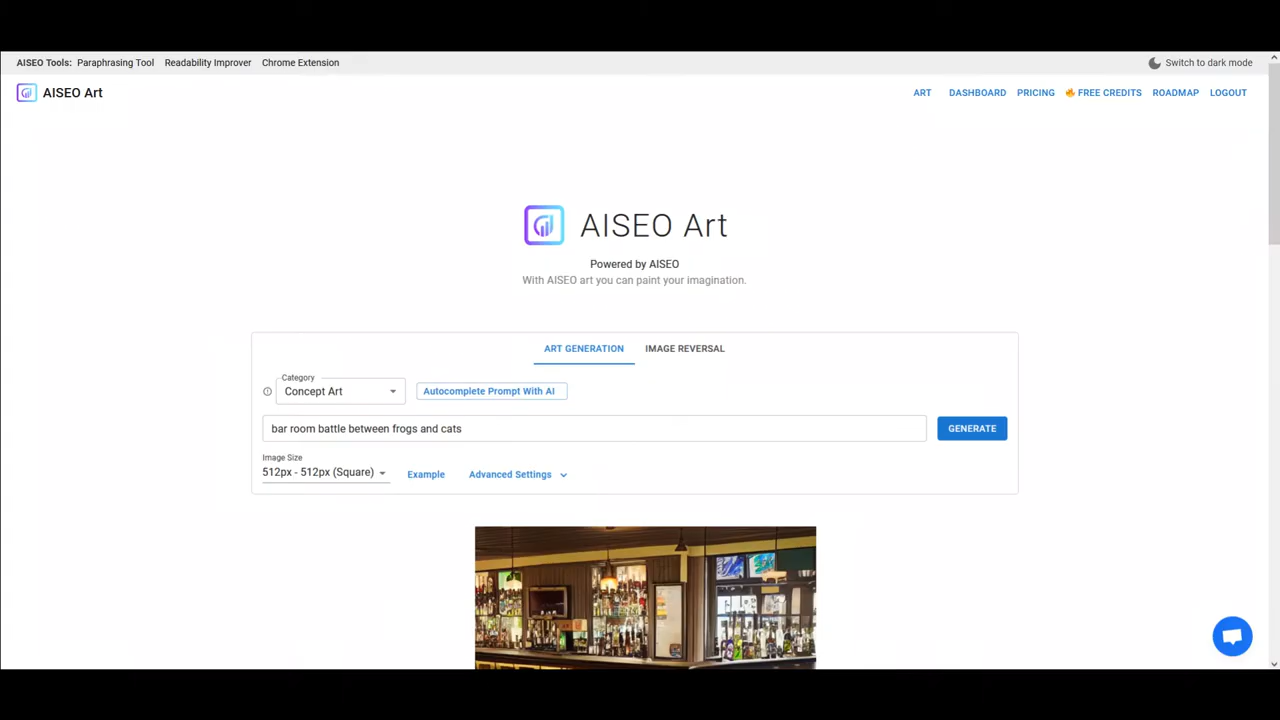 AISEO Tools: Paraphrasing Tool Readability Improver Chrome Extension Switch to dark mode
AISEO Art ART DASHBOARD PRICING 🔥 FREE CREDITS ROADMAP LOGOUT
AISEO Art
Powered by AISEO
With AISEO art you can paint your imagination.
ART GENERATION IMAGE REVERSAL
Category
Concept Art Autocomplete Prompt With AI
bar room battle between frogs and cats GENERATE
Image Size
512px - 512px (Square) Example Advanced Settings